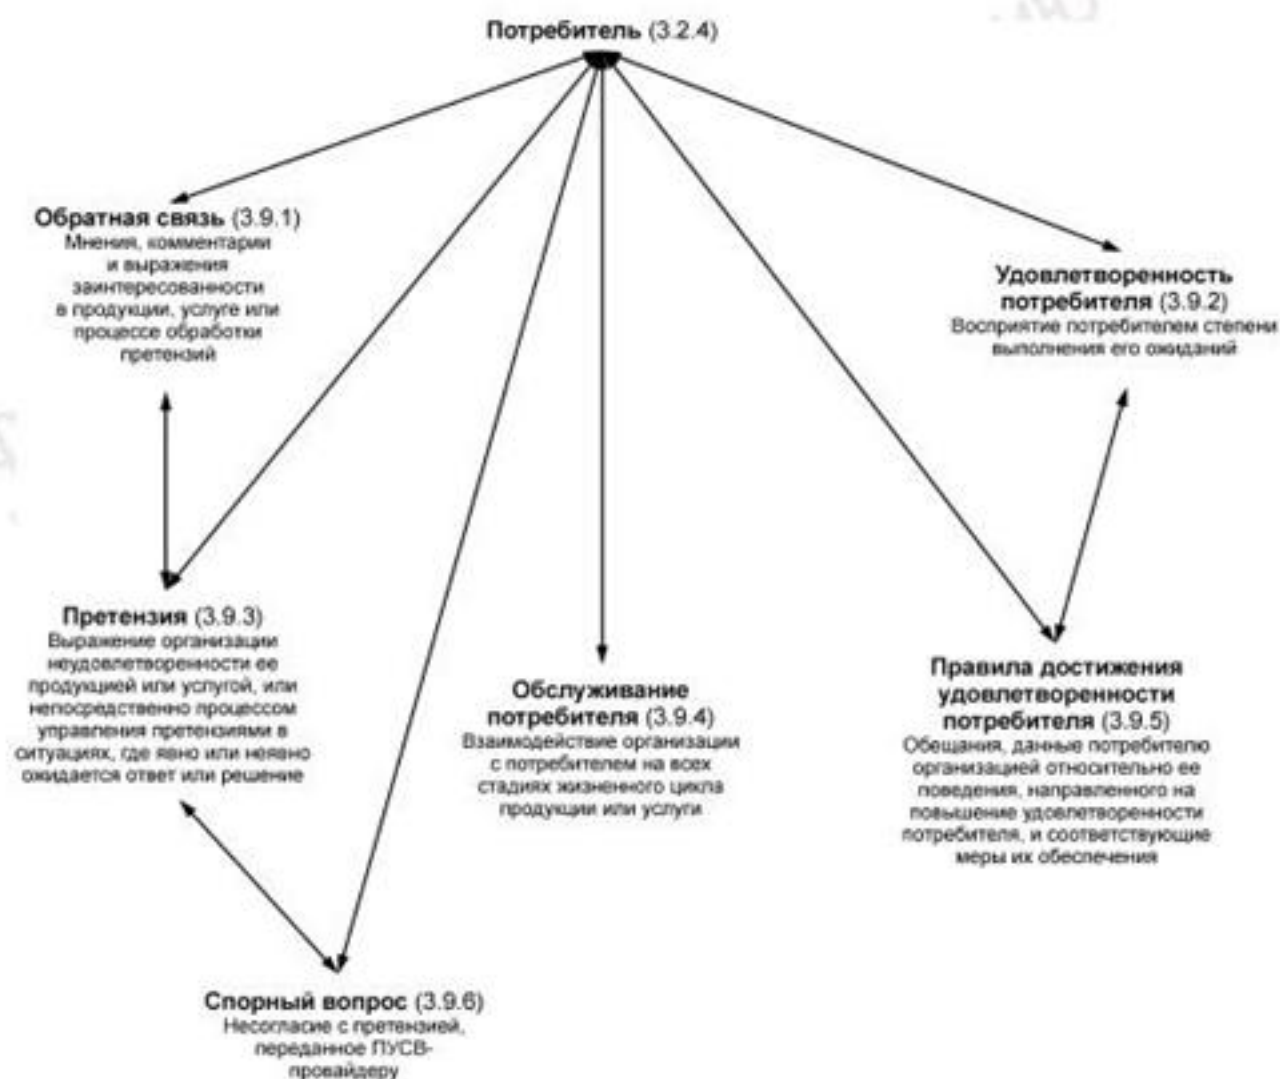 Потребитель (3.2.4)
Обратная связь (3.9.1)
Мнения, комментарии
и выражения
заинтересованности
в продукции, услуге или
процессе обработки
претензий
Удовлетворенность
потребителя (3.9.2)
Восприятие потребителем степени
выполнения его ожиданий
Претензия (3.9.3)
Выражение организации
неудовлетворенности ее
продукцией или услугой, или
непосредственно процессом
управления претензиями в
ситуациях, где явно или неявно
ожидается ответ или решение
Обслуживание
потребителя (3.9.4)
Взаимодействие организации
с потребителем на всех
стадиях жизненного цикла
продукции или услуги
Правила достижения
удовлетворенности
потребителя (3.9.5)
Обещания, данные потребителю
организацией относительно ее
поведения, направленного на
повышение удовлетворенности
потребителя, и соответствующие
меры их обеспечения
Спорный вопрос (3.9.6)
Несогласие с претензией,
переданное ПУСВ-
провайдеру